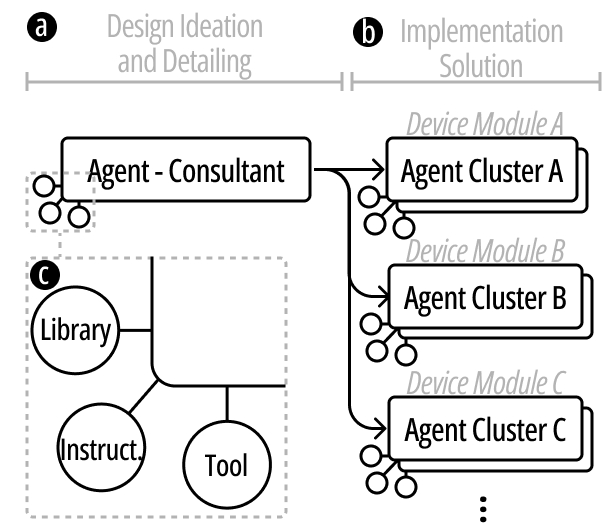 a
Design Ideation
and Detailing
b
Implementation
Solution
Agent - Consultant
Device Module A
Agent Cluster A
Device Module B
Agent Cluster B
Device Module C
Agent Cluster C
c
Library
Instruct.
Tool